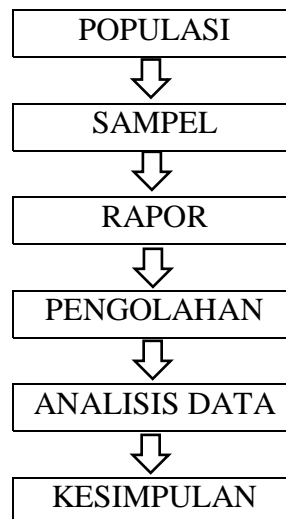 POPULASI
SAMPEL
RAPOR
PENGOLAHAN
ANALISIS DATA
KESIMPULAN